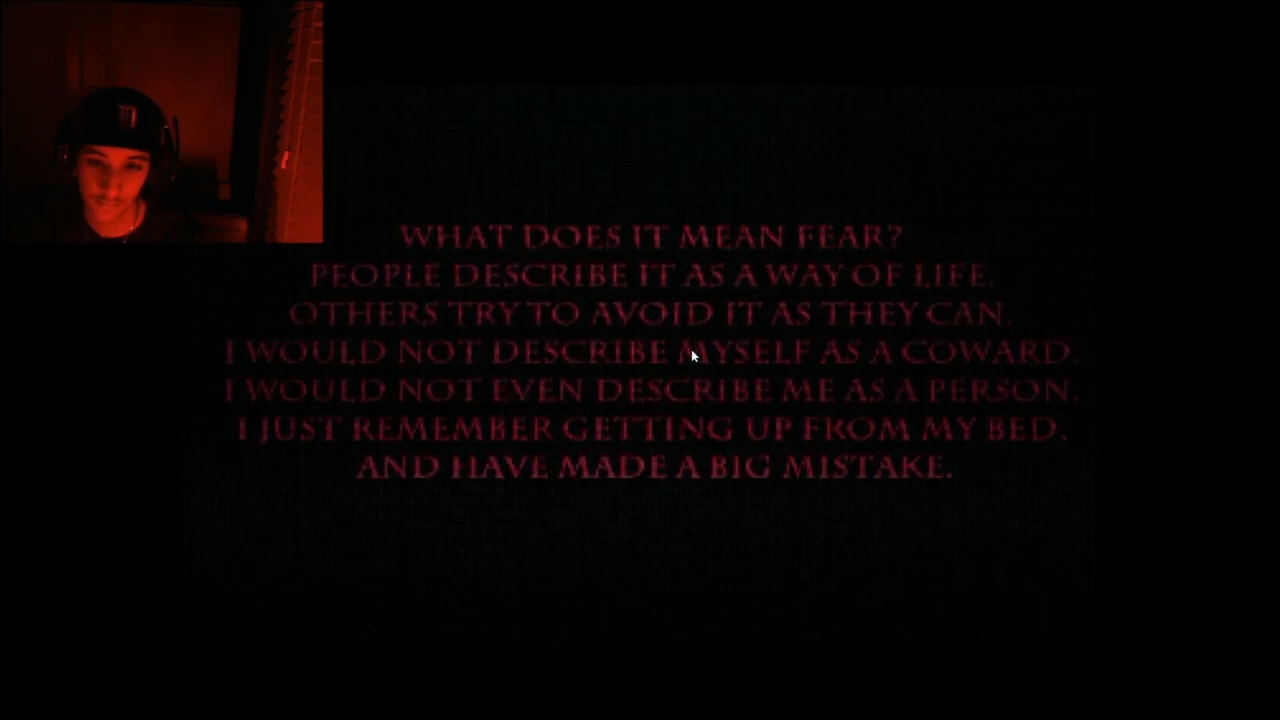 WHAT DOES IT MEAN FEAR?
PEOPLE DESCRIBE IT AS A WAY OF LIFE.
OTHERS TRY TO AVOID IT AS THEY CAN.
I WOULD NOT DESCRIBE MYSELF AS A COWARD.
I WOULD NOT EVEN DESCRIBE ME AS A PERSON.
I JUST REMEMBER GETTING UP FROM MY BED.
AND HAVE MADE A BIG MISTAKE.